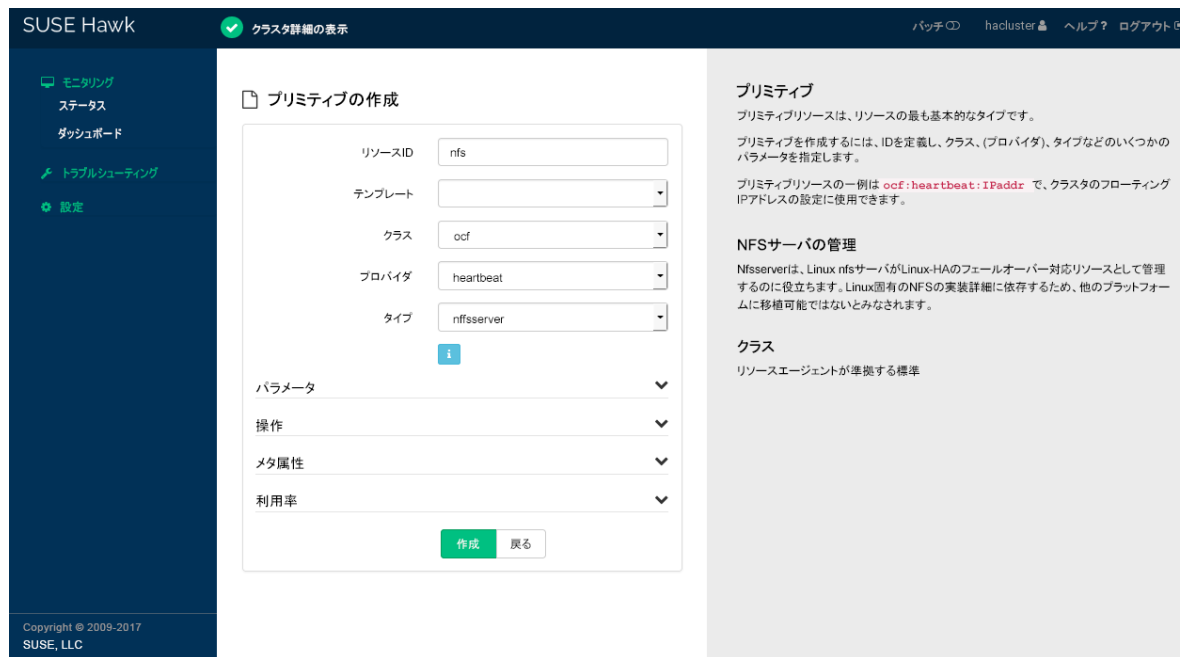 SUSE Hawk
クラスタ詳細の表示
パッチ
hacluster
ヘルプ?
ログアウト
モニタリング
ステータス
ダッシュボード
トラブルシューティング
設定
プリミティブの作成
リソースID
nfs
テンプレート
クラス
ocf
プロバイダ
heartbeat
タイプ
nffsserver
i
パラメータ
操作
メタ属性
利用率
作成
戻る
プリミティブ
プリミティブリソースは、リソースの最も基本的なタイプです。
プリミティブを作成するには、IDを定義し、クラス、(プロバイダ)、タイプなどのいくつかの
パラメータを指定します。
プリミティブリソースの一例は ocf:heartbeat:IPaddr で、クラスタのフローティング
IPアドレスの設定に使用できます。
NFSサーバの管理
Nfsserverは、Linux nfsサーバがLinux-HAのフェールオーバー対応リソースとして管理
するのに役立ちます。Linux固有のNFSの実装詳細に依存するため、他のプラットフォー
ムに移植可能ではないとみなされます。
クラス
リソースエージェントが準拠する標準
Copyright © 2009-2017
SUSE, LLC